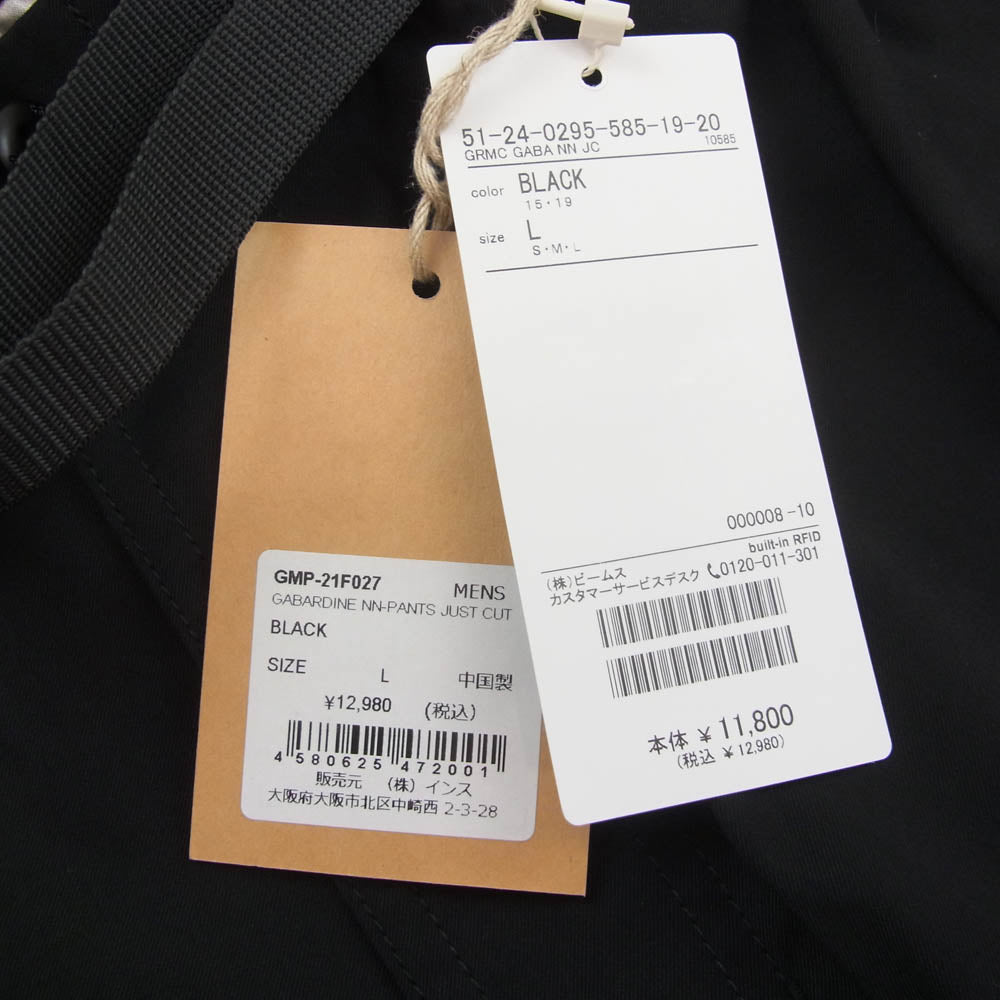 51-24-0295-585-19-20
GRMC GABA NN JC 10585
color BLACK
15・19
size L
S・M・L
000008-10
built-in RFID
(株)ビームス
カスタマーサービスデスク 0120-011-301
本体 ¥ 11,800
(税込 ¥ 12,980)
GMP-21F027 MENS
GABARDINE NN-PANTS JUST CUT
BLACK
SIZE L 中国製
¥12,980 (税込)
4 580625 472001
販売元 (株)インス
大阪府大阪市北区中崎西 2-3-28